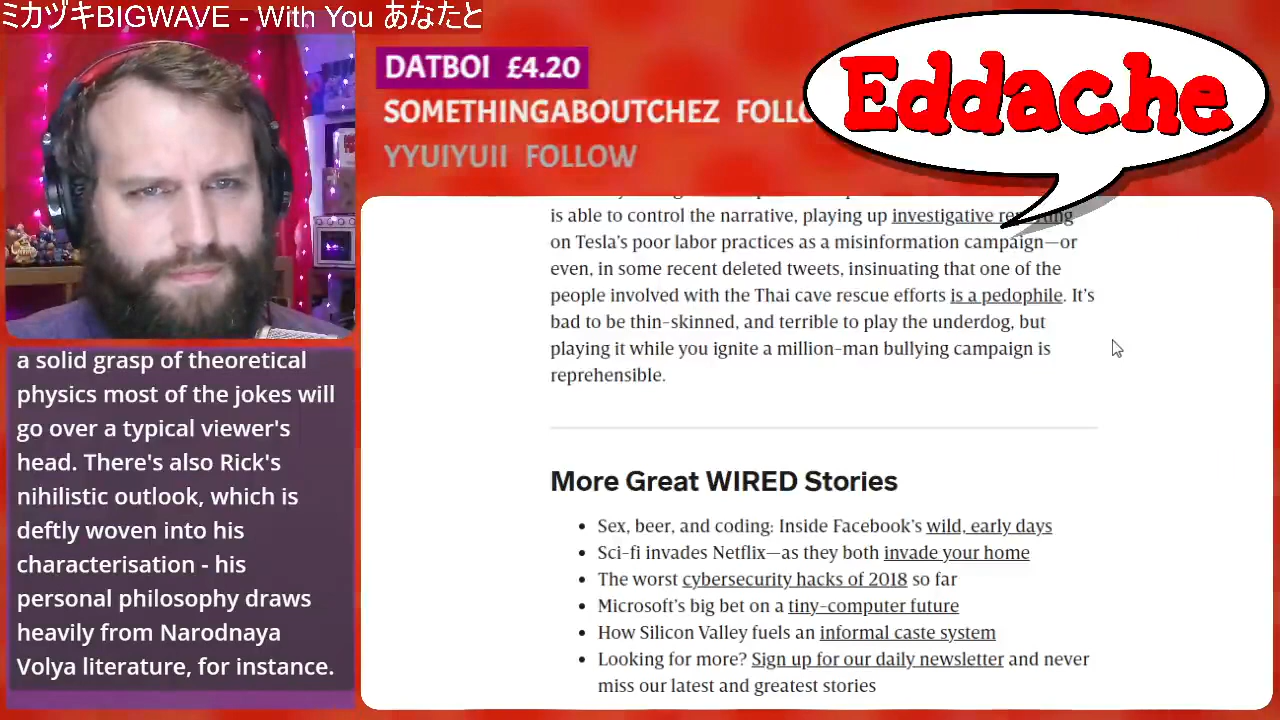 ミカヅキBIGWAVE - With You あなたと
DATBOI £4.20
SOMETHINGABOUTCHEZ FOLLO
YYUIYUII FOLLOW
Eddache
is able to control the narrative, playing up investigative
on Tesla's poor labor practices as a misinformation campaign—or
even, in some recent deleted tweets, insinuating that one of the
people involved with the Thai cave rescue efforts is a pedophile. It's
bad to be thin-skinned, and terrible to play the underdog, but
playing it while you ignite a million-man bullying campaign is
reprehensible.
More Great WIRED Stories
• Sex, beer, and coding: Inside Facebook's wild, early days
• Sci-fi invades Netflix—as they both invade your home
• The worst cybersecurity hacks of 2018 so far
• Microsoft's big bet on a tiny-computer future
• How Silicon Valley fuels an informal caste system
• Looking for more? Sign up for our daily newsletter and never
miss our latest and greatest stories
a solid grasp of theoretical
physics most of the jokes will
go over a typical viewer's
head. There's also Rick's
nihilistic outlook, which is
deftly woven into his
characterisation - his
personal philosophy draws
heavily from Narodnaya
Volya literature, for instance.